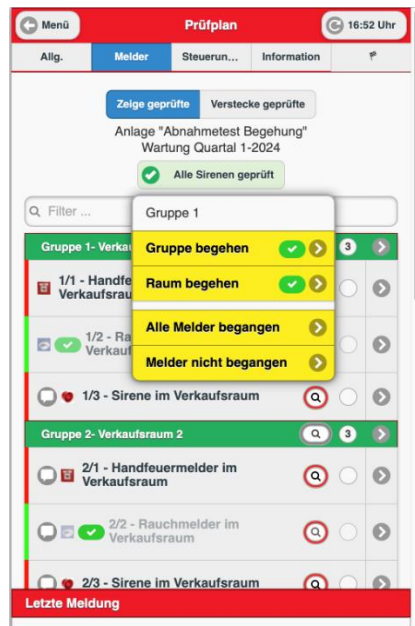 Menü
Prüfplan
16:52 Uhr
Allg.
Melder
Steuerun...
Information
Zeige geprüfte
Verstecke geprüfte
Anlage "Abnahmetest Begehung"
Wartung Quartal 1-2024
Alle Sirenen geprüft
Filter ...
Gruppe 1
Gruppe begehen
Raum begehen
Alle Melder begangen
Melder nicht begangen
Gruppe 1- Verkau
3
1/1 - Handfe
Verkaufsrau
1/2 - Ra
Verkauf
1/3 - Sirene im Verkaufsraum
Gruppe 2- Verkaufsraum 2
3
2/1 - Handfeuermelder im
Verkaufsraum
2/2 - Rauchmelder im
Verkaufsraum
2/3 - Sirene im Verkaufsraum
Letzte Meldung